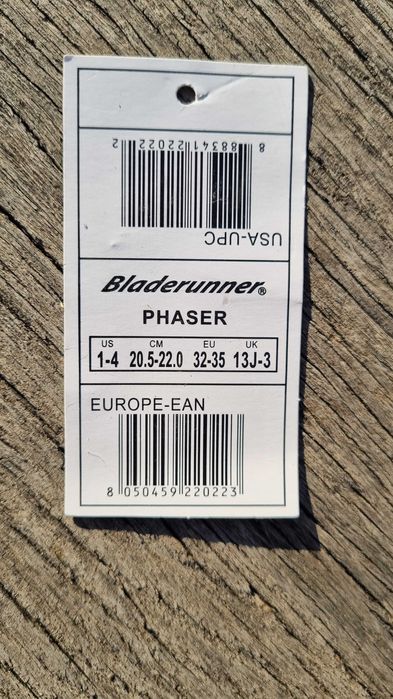 8 88341 22022 2
USA-UPC
Bladerunner®
PHASER
US CM EU UK
1-4 20.5-22.0 32-35 13J-3
EUROPE-EAN
8 050459 220223